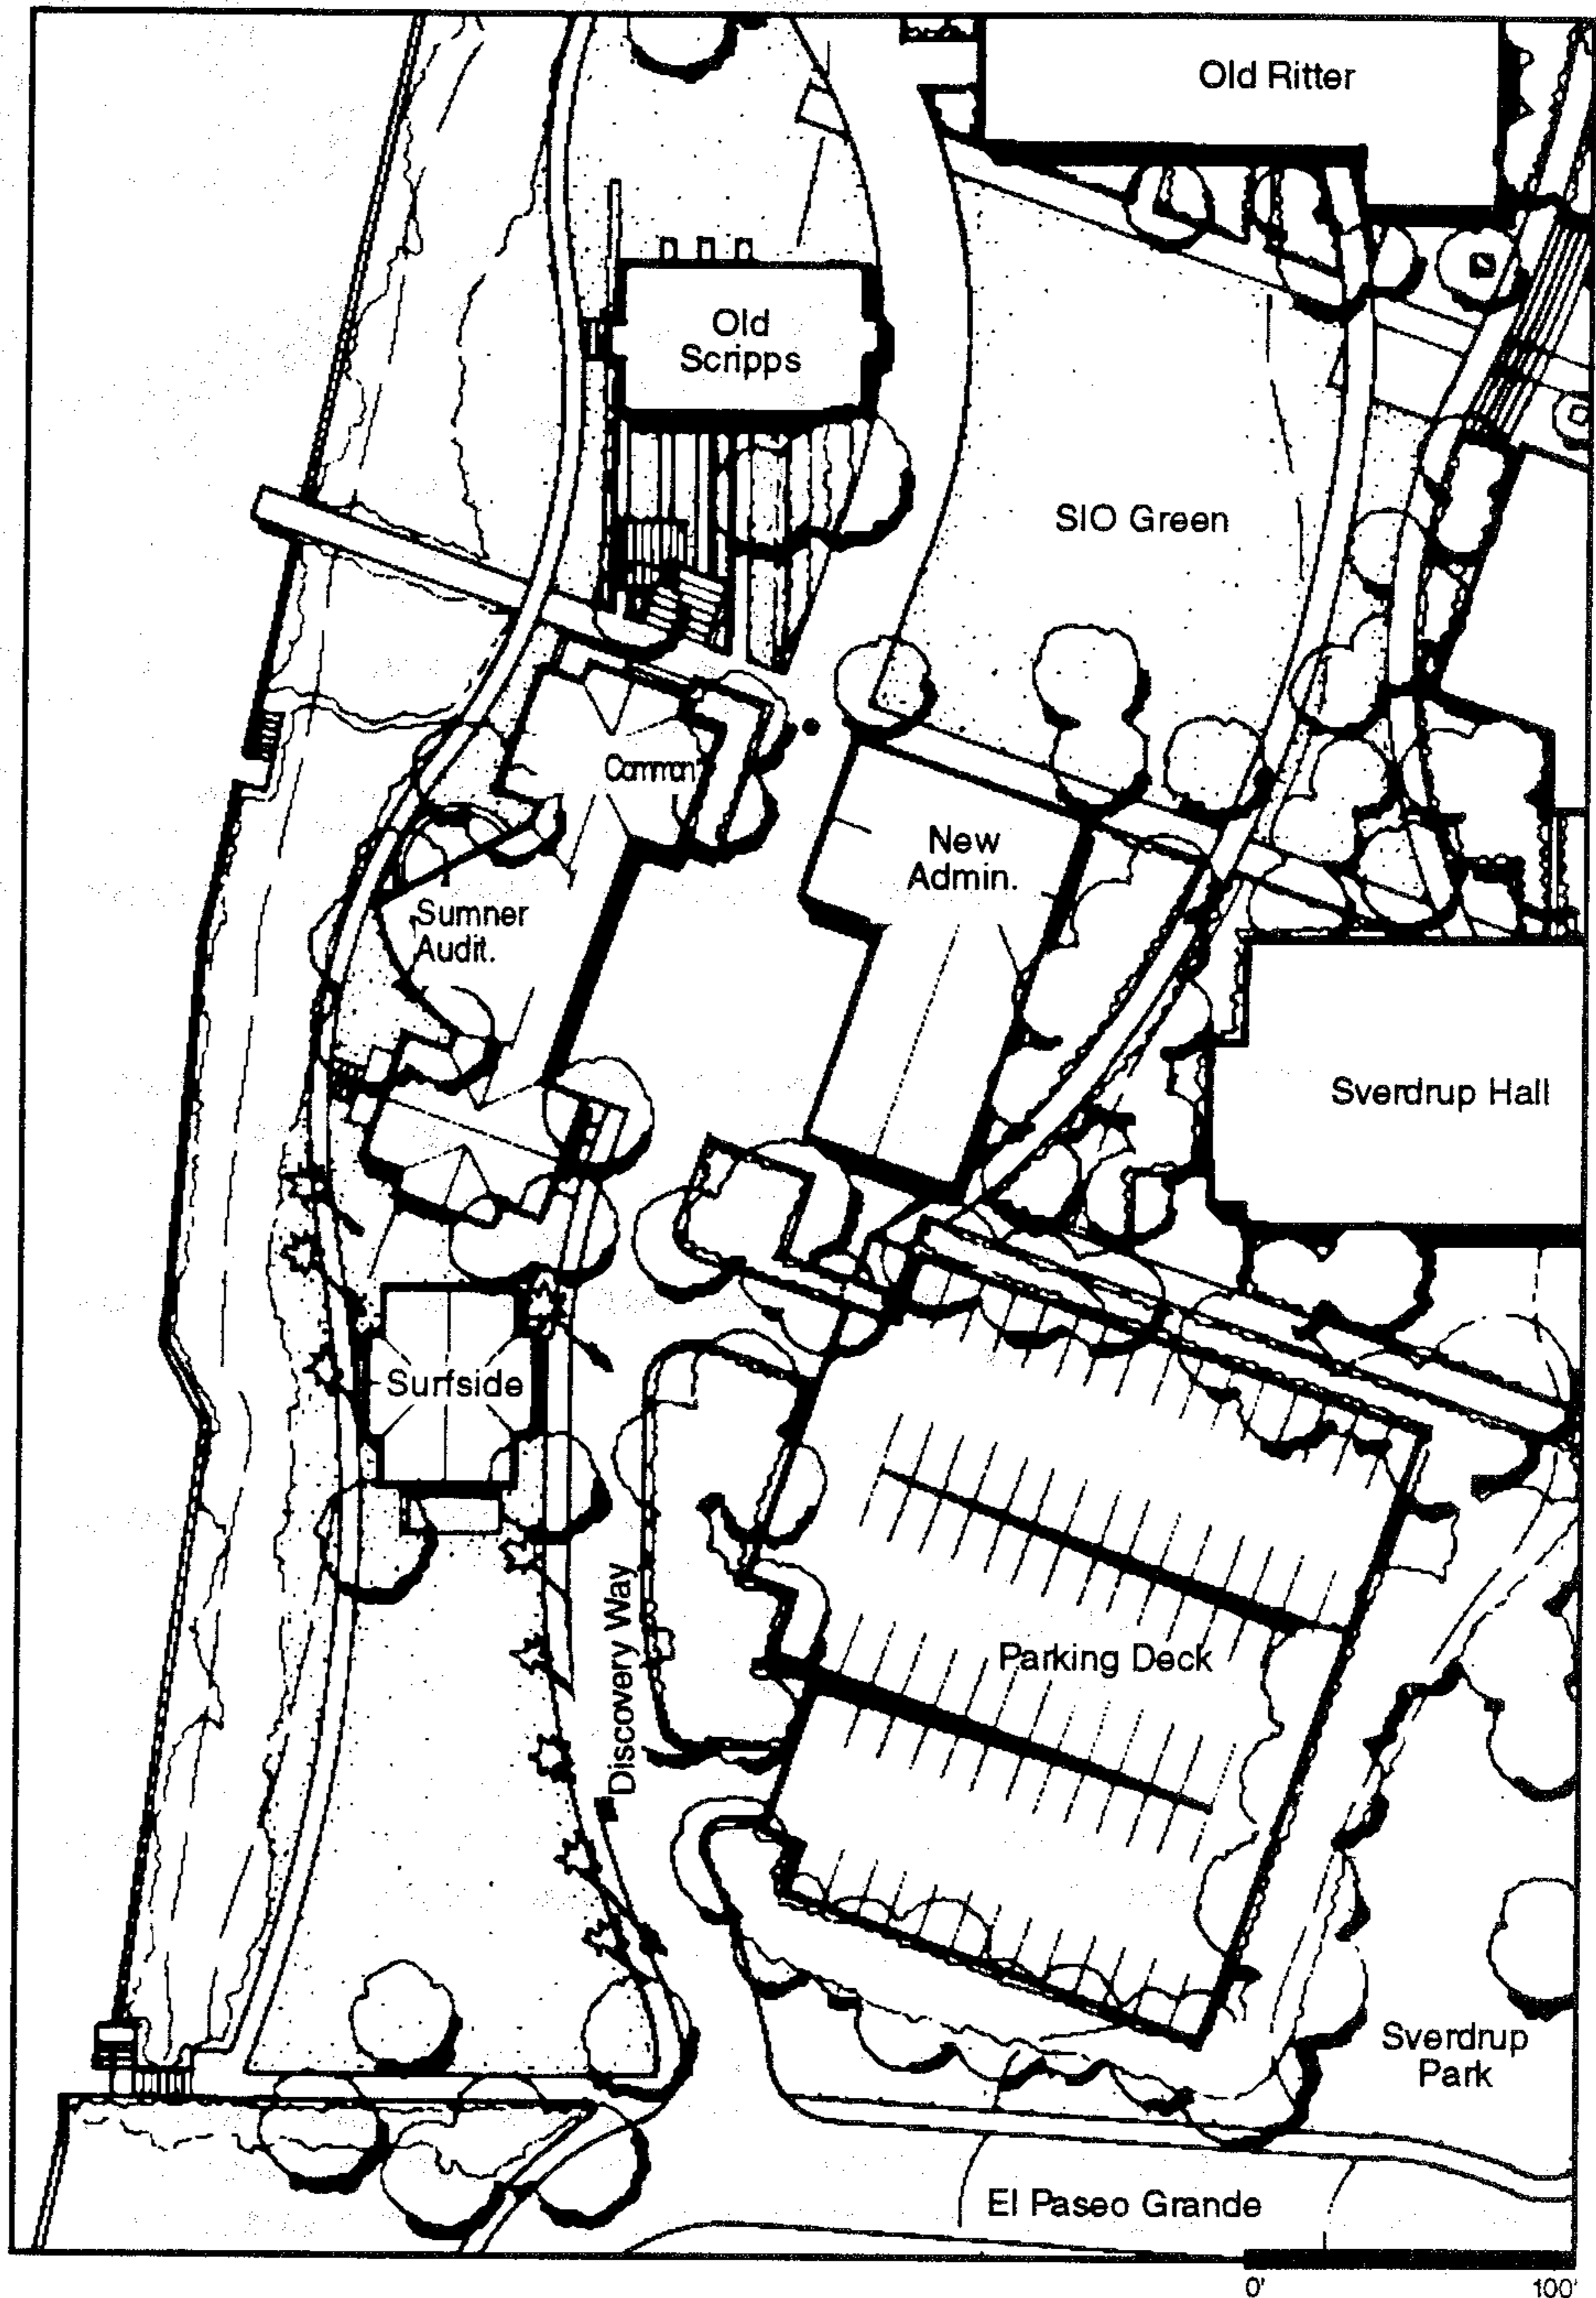 Old Ritter
Old
Scripps
SIO Green
Common
New
Admin.
Sumner
Audit.
Sverdrup Hall
Surfside
Discovery Way
Parking Deck
Sverdrup
Park
El Paseo Grande
0'
100'